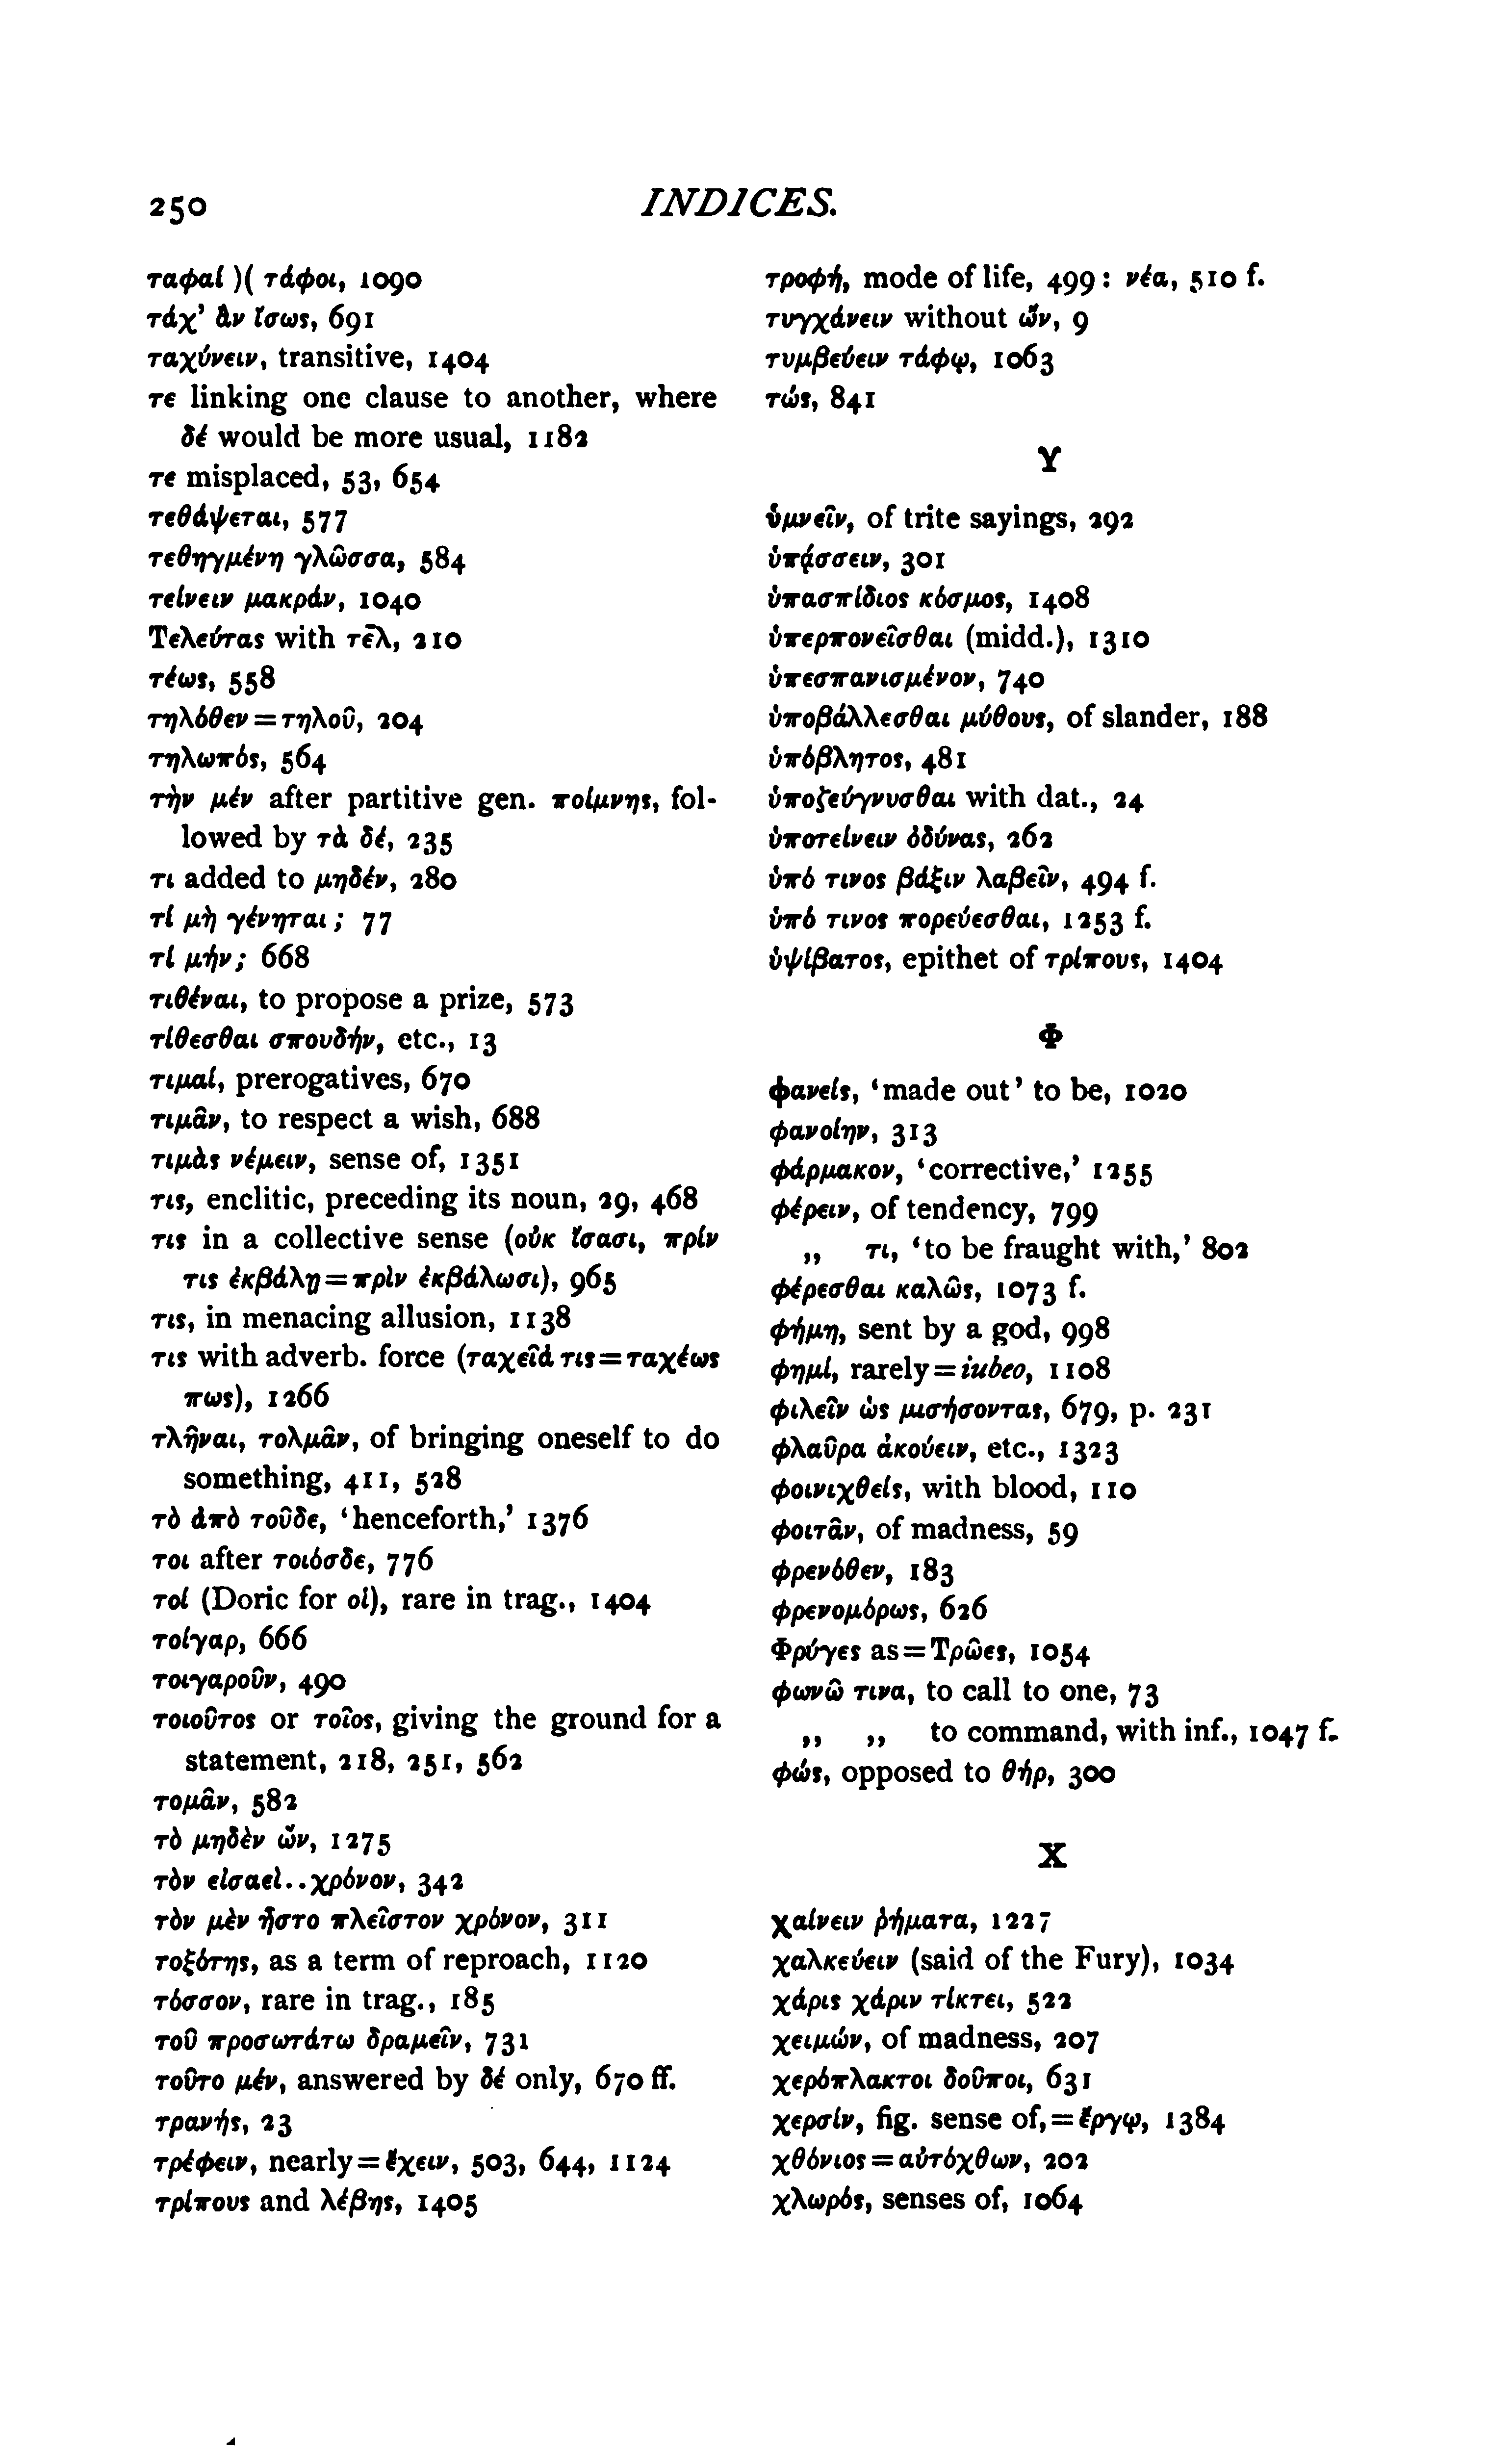 250
INDICES.
ταφαί )( τάφοι, 1090
τάχ’ ἂν ἴσως, 691
ταχύνειν, transitive, 1404
τε linking one clause to another, where
δέ would be more usual, 1182
τε misplaced, 53, 654
τεθάψεται, 577
τεθηγμένη γλῶσσα, 584
τείνειν μακράν, 1040
Τελεύτας with τε̄λ, 210
τέως, 558
τηλόθεν = τηλοῦ, 204
τηλωπός, 564
τὴν μέν after partitive gen. ποίμνης, fol-
lowed by τὰ δέ, 235
τι added to μηδέν, 280
τί μὴ γένηται; 77
τί μήν; 668
τιθέναι, to propose a prize, 573
τίθεσθαι σπουδήν, etc., 13
τιμαί, prerogatives, 670
τιμᾶν, to respect a wish, 688
τιμὰς νέμειν, sense of, 1351
τις, enclitic, preceding its noun, 29, 468
τις in a collective sense (οὐκ ἴσασι, πρίν
τις ἐκβάλῃ = πρὶν ἐκβάλωσι), 965
τις, in menacing allusion, 1138
τις with adverb. force (ταχεῖά τις = ταχέως
πως), 1266
τλῆναι, τολμᾶν, of bringing oneself to do
something, 411, 528
τὸ ἀπὸ τοῦδε, ‘henceforth,’ 1376
τοι after τοιόσδε, 776
τοί (Doric for οἱ), rare in trag., 1404
τοίγαρ, 666
τοιγαροῦν, 490
τοιοῦτος or τοῖος, giving the ground for a
statement, 218, 251, 562
τομᾶν, 582
τὸ μηδὲν ὤν, 1275
τὸν εἰσαεὶ..χρόνον, 342
τὸν μὲν ἧστο πλεῖστον χρόνον, 311
τοξότης, as a term of reproach, 1120
τόσσον, rare in trag., 185
τοῦ προσωτάτω δραμεῖν, 731
τοῦτο μέν, answered by δέ only, 670 ff.
τρανής, 23
τρέφειν, nearly = ἔχειν, 503, 644, 1124
τρίπους and λέβης, 1405
τροφή, mode of life, 499: νέα, 510 f.
τυγχάνειν without ὤν, 9
τυμβεύειν τάφῳ, 1063
τώς, 841
Υ
ὑμνεῖν, of trite sayings, 292
ὑπᾴσσειν, 301
ὑπασπίδιος κόσμος, 1408
ὑπερπονεῖσθαι (midd.), 1310
ὑπεσπανισμένον, 740
ὑποβάλλεσθαι μύθους, of slander, 188
ὑπόβλητος, 481
ὑποζεύγνυσθαι with dat., 24
ὑποτείνειν ὀδύνας, 262
ὑπό τινος βάξιν λαβεῖν, 494 f.
ὑπό τινος πορεύεσθαι, 1253 f.
ὑψίβατος, epithet of τρίπους, 1404
Φ
φανείς, ‘made out’ to be, 1020
φανοίην, 313
φάρμακον, ‘corrective,’ 1255
φέρειν, of tendency, 799
,, τι, ‘to be fraught with,’ 802
φέρεσθαι καλῶς, 1073 f.
φήμη, sent by a god, 998
φημί, rarely = iubeo, 1108
φιλεῖν ὡς μισήσοντας, 679, p. 231
φλαῦρα ἀκούειν, etc., 1323
φοινιχθείς, with blood, 110
φοιτᾶν, of madness, 59
φρενόθεν, 183
φρενομόρως, 626
Φρύγες as = Τρῶες, 1054
φωνῶ τινα, to call to one, 73
,, ,, to command, with inf., 1047 f.
φώς, opposed to θήρ, 300
Χ
χαίνειν ῥήματα, 1227
χαλκεύειν (said of the Fury), 1034
χάρις χάριν τίκτει, 522
χειμών, of madness, 207
χερόπλακτοι δοῦποι, 631
χερσίν, fig. sense of, = ἔργῳ, 1384
χθόνιος = αὐτόχθων, 202
χλωρός, senses of, 1064